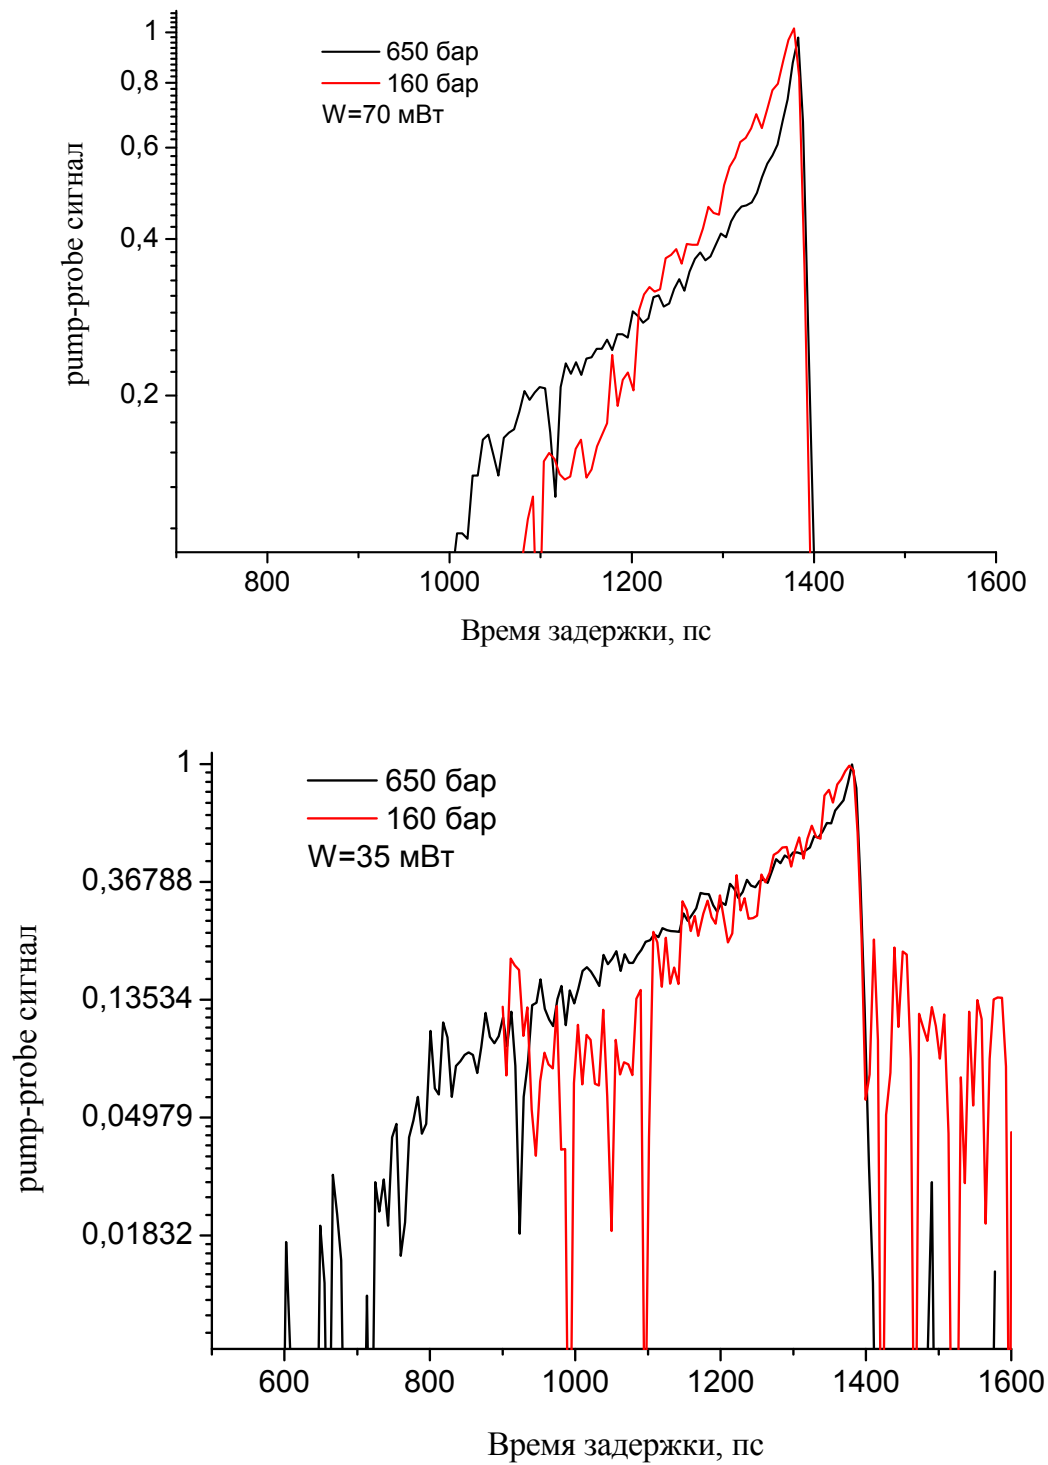 1
0,8
0,6
0,4
0,2
pump-probe сигнал
650 бар
160 бар
W=70 мВт
800 1000 1200 1400 1600
Время задержки, пс
1
0,36788
0,13534
0,04979
0,01832
pump-probe сигнал
650 бар
160 бар
W=35 мВт
600 800 1000 1200 1400 1600
Время задержки, пс